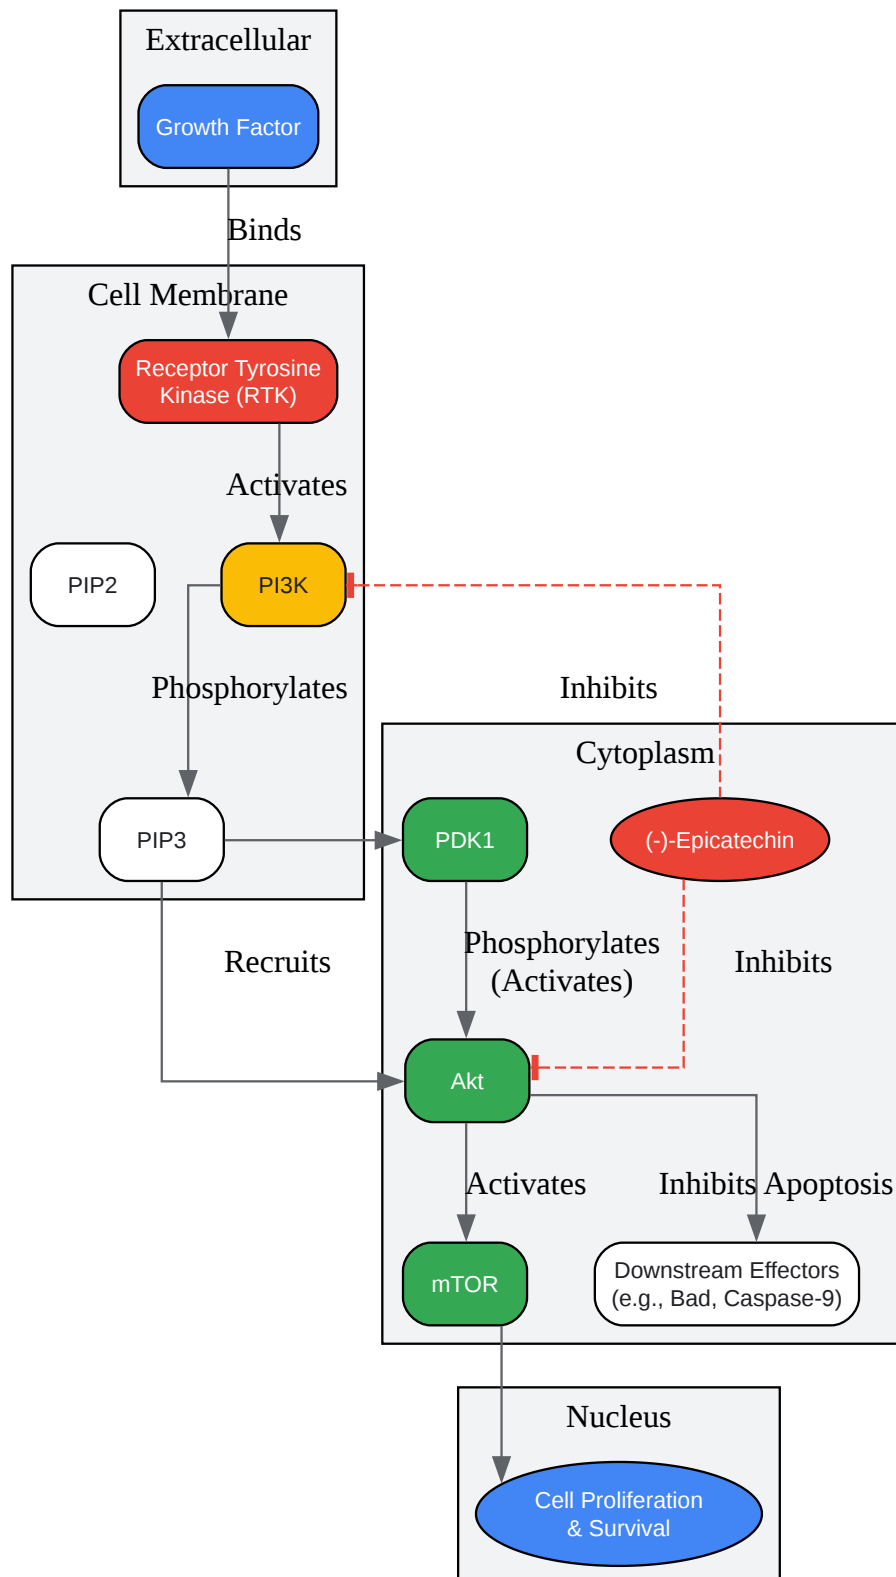 Extracellular
Growth Factor
Binds
Cell Membrane
Receptor Tyrosine
Kinase (RTK)
Activates
PIP2
PI3K
Phosphorylates
Inhibits
Cytoplasm
PIP3
PDK1
(-)-Epicatechin
Recruits
Phosphorylates
(Activates)
Inhibits
Akt
Activates
Inhibits Apoptosis
mTOR
Downstream Effectors
(e.g., Bad, Caspase-9)
Nucleus
Cell Proliferation
& Survival